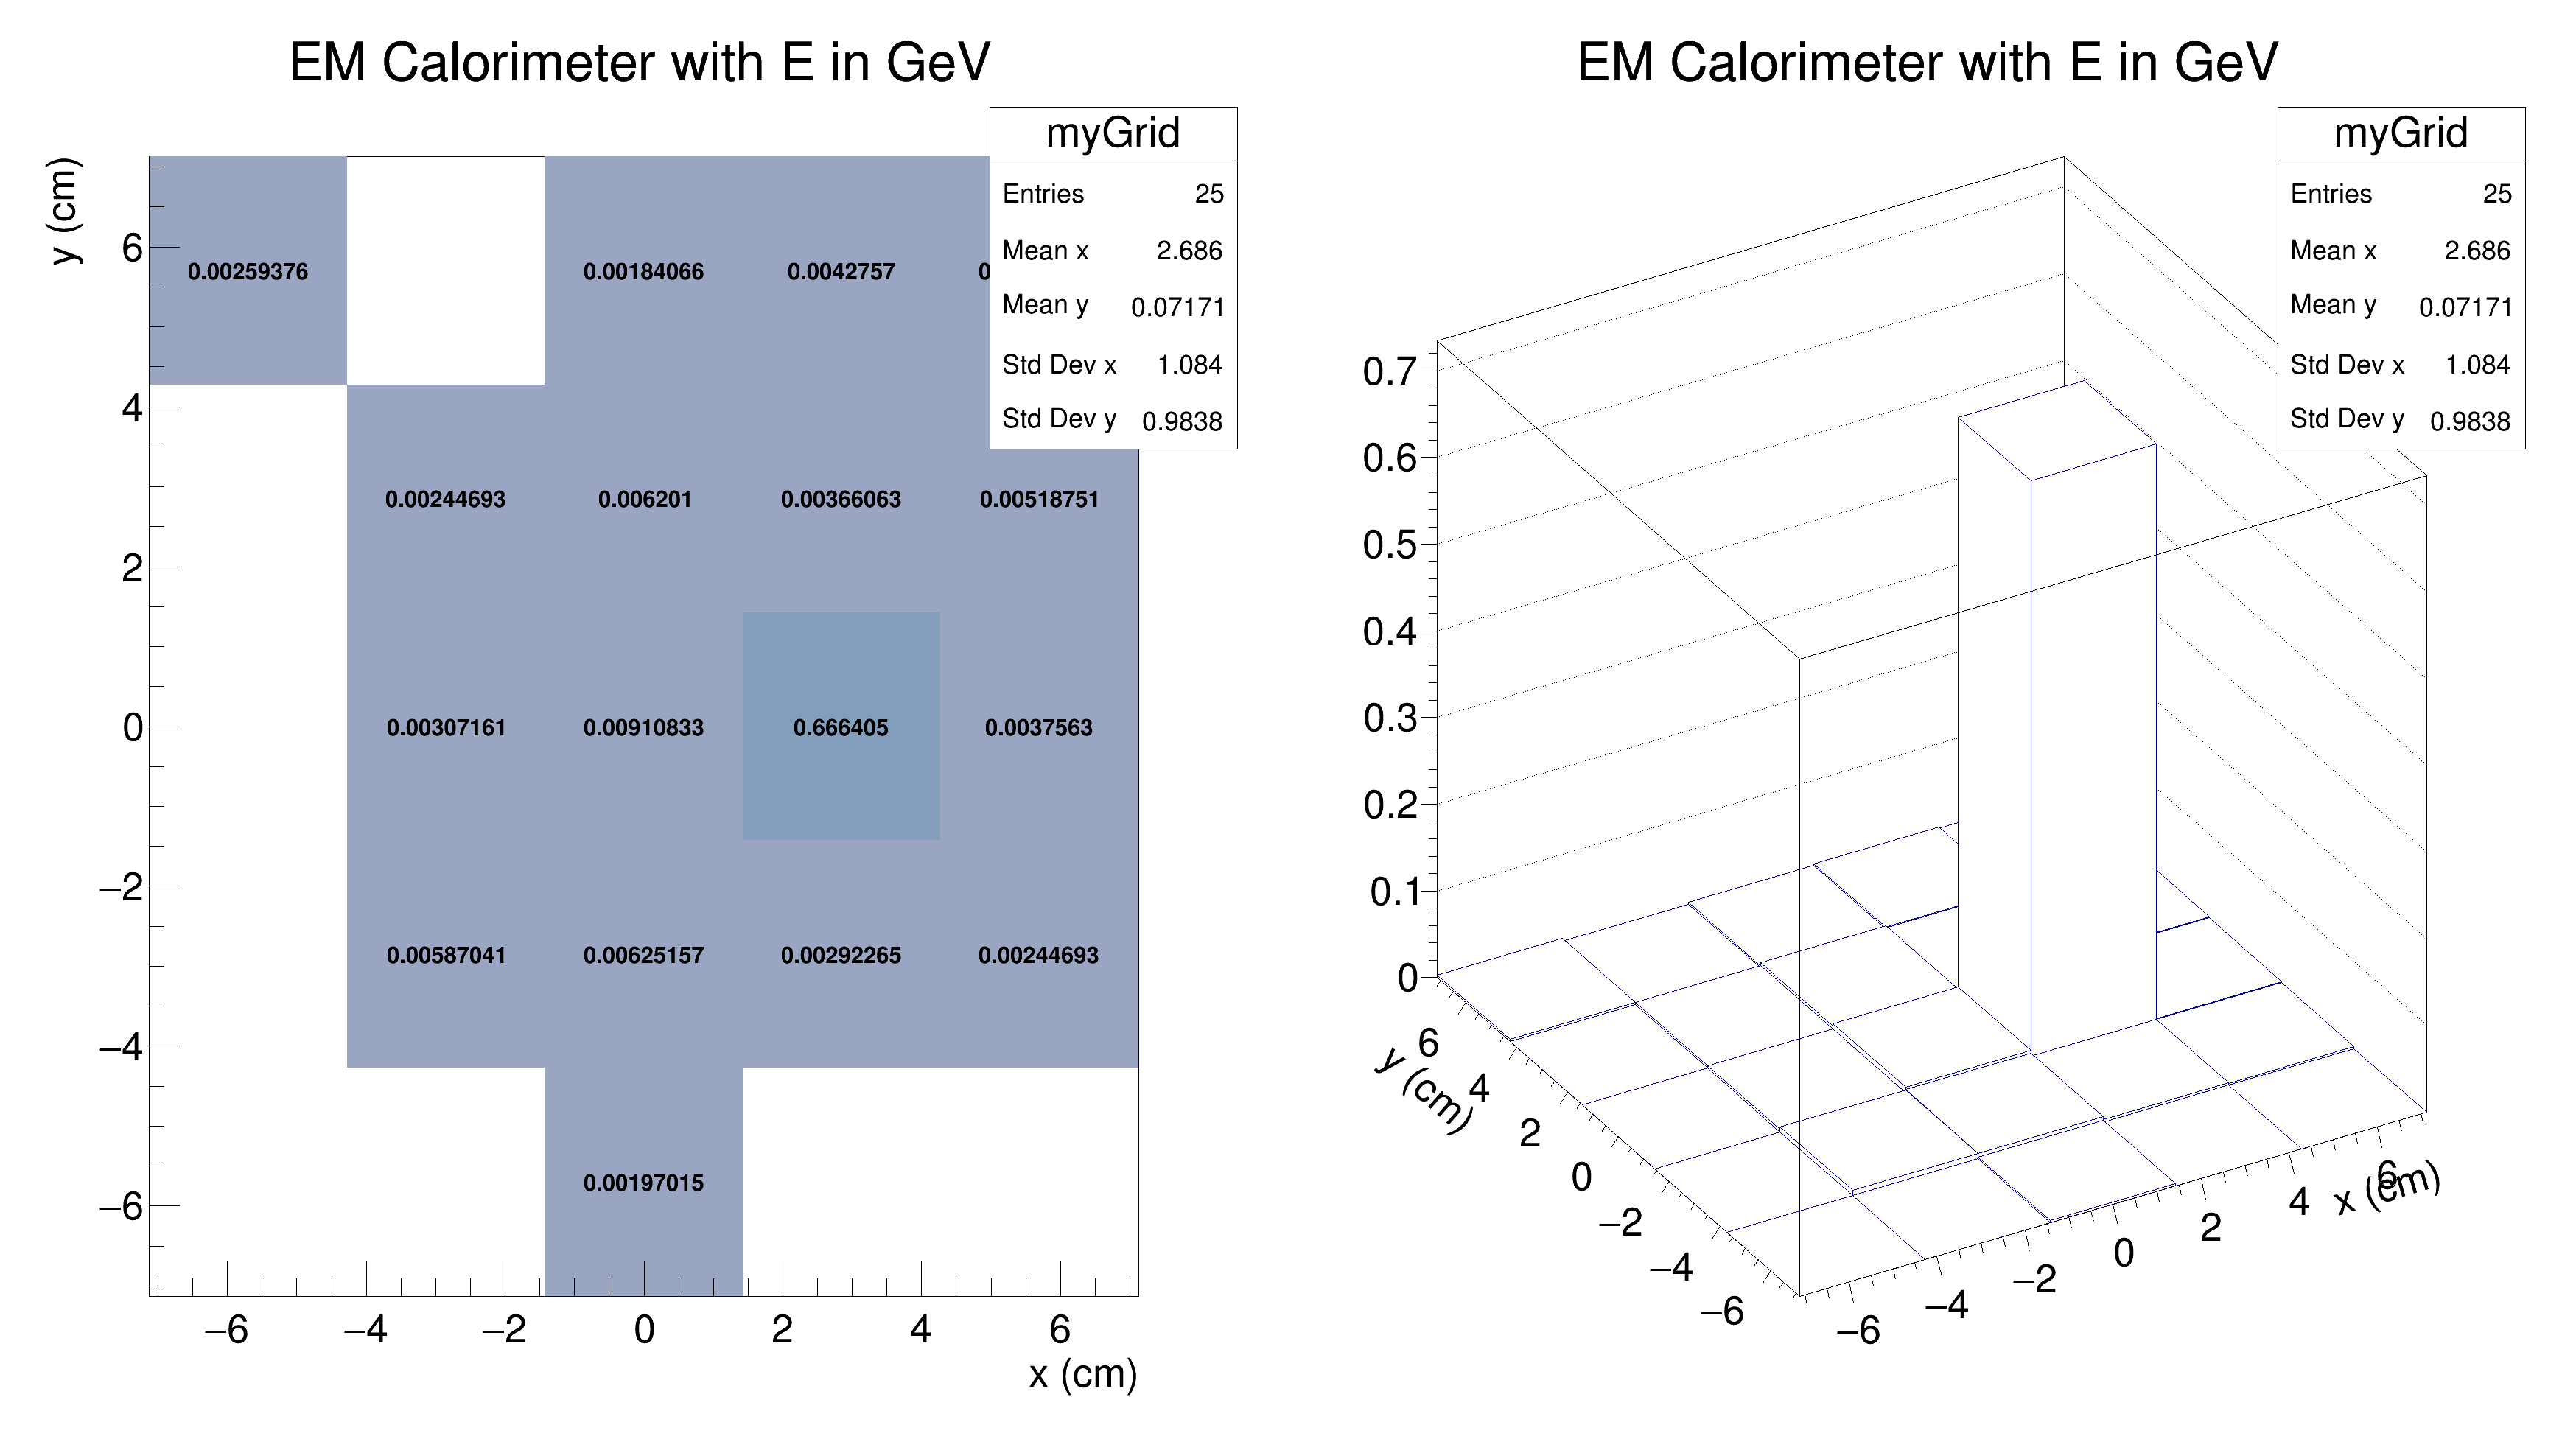 EM Calorimeter with E in GeV
myGrid
Entries 25
Mean x 2.686
Mean y 0.07171
Std Dev x 1.084
Std Dev y 0.9838
y (cm)
6
4
2
0
−2
−4
−6
0.00259376 0.00184066 0.0042757
0.00244693 0.006201 0.00366063 0.00518751
0.00307161 0.00910833 0.666405 0.0037563
0.00587041 0.00625157 0.00292265 0.00244693
0.00197015
−6 −4 −2 0 2 4 6
x (cm)
EM Calorimeter with E in GeV
myGrid
Entries 25
Mean x 2.686
Mean y 0.07171
Std Dev x 1.084
Std Dev y 0.9838
0.7
0.6
0.5
0.4
0.3
0.2
0.1
0
y (cm)
6
4
2
0
−2
−4
−6
−6
−4
−2
0
2
4
6
x (cm)